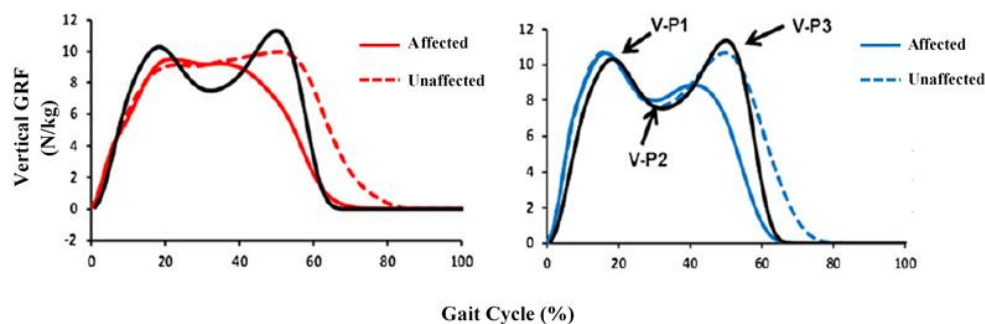 Vertical GRF
(N/kg)
12
10
8
6
4
2
0
-2
0
20
40
60
80
100
Affected
Unaffected
12
10
8
6
4
2
0
0
20
40
60
80
100
V-P1
V-P2
V-P3
Affected
Unaffected
Gait Cycle (%)